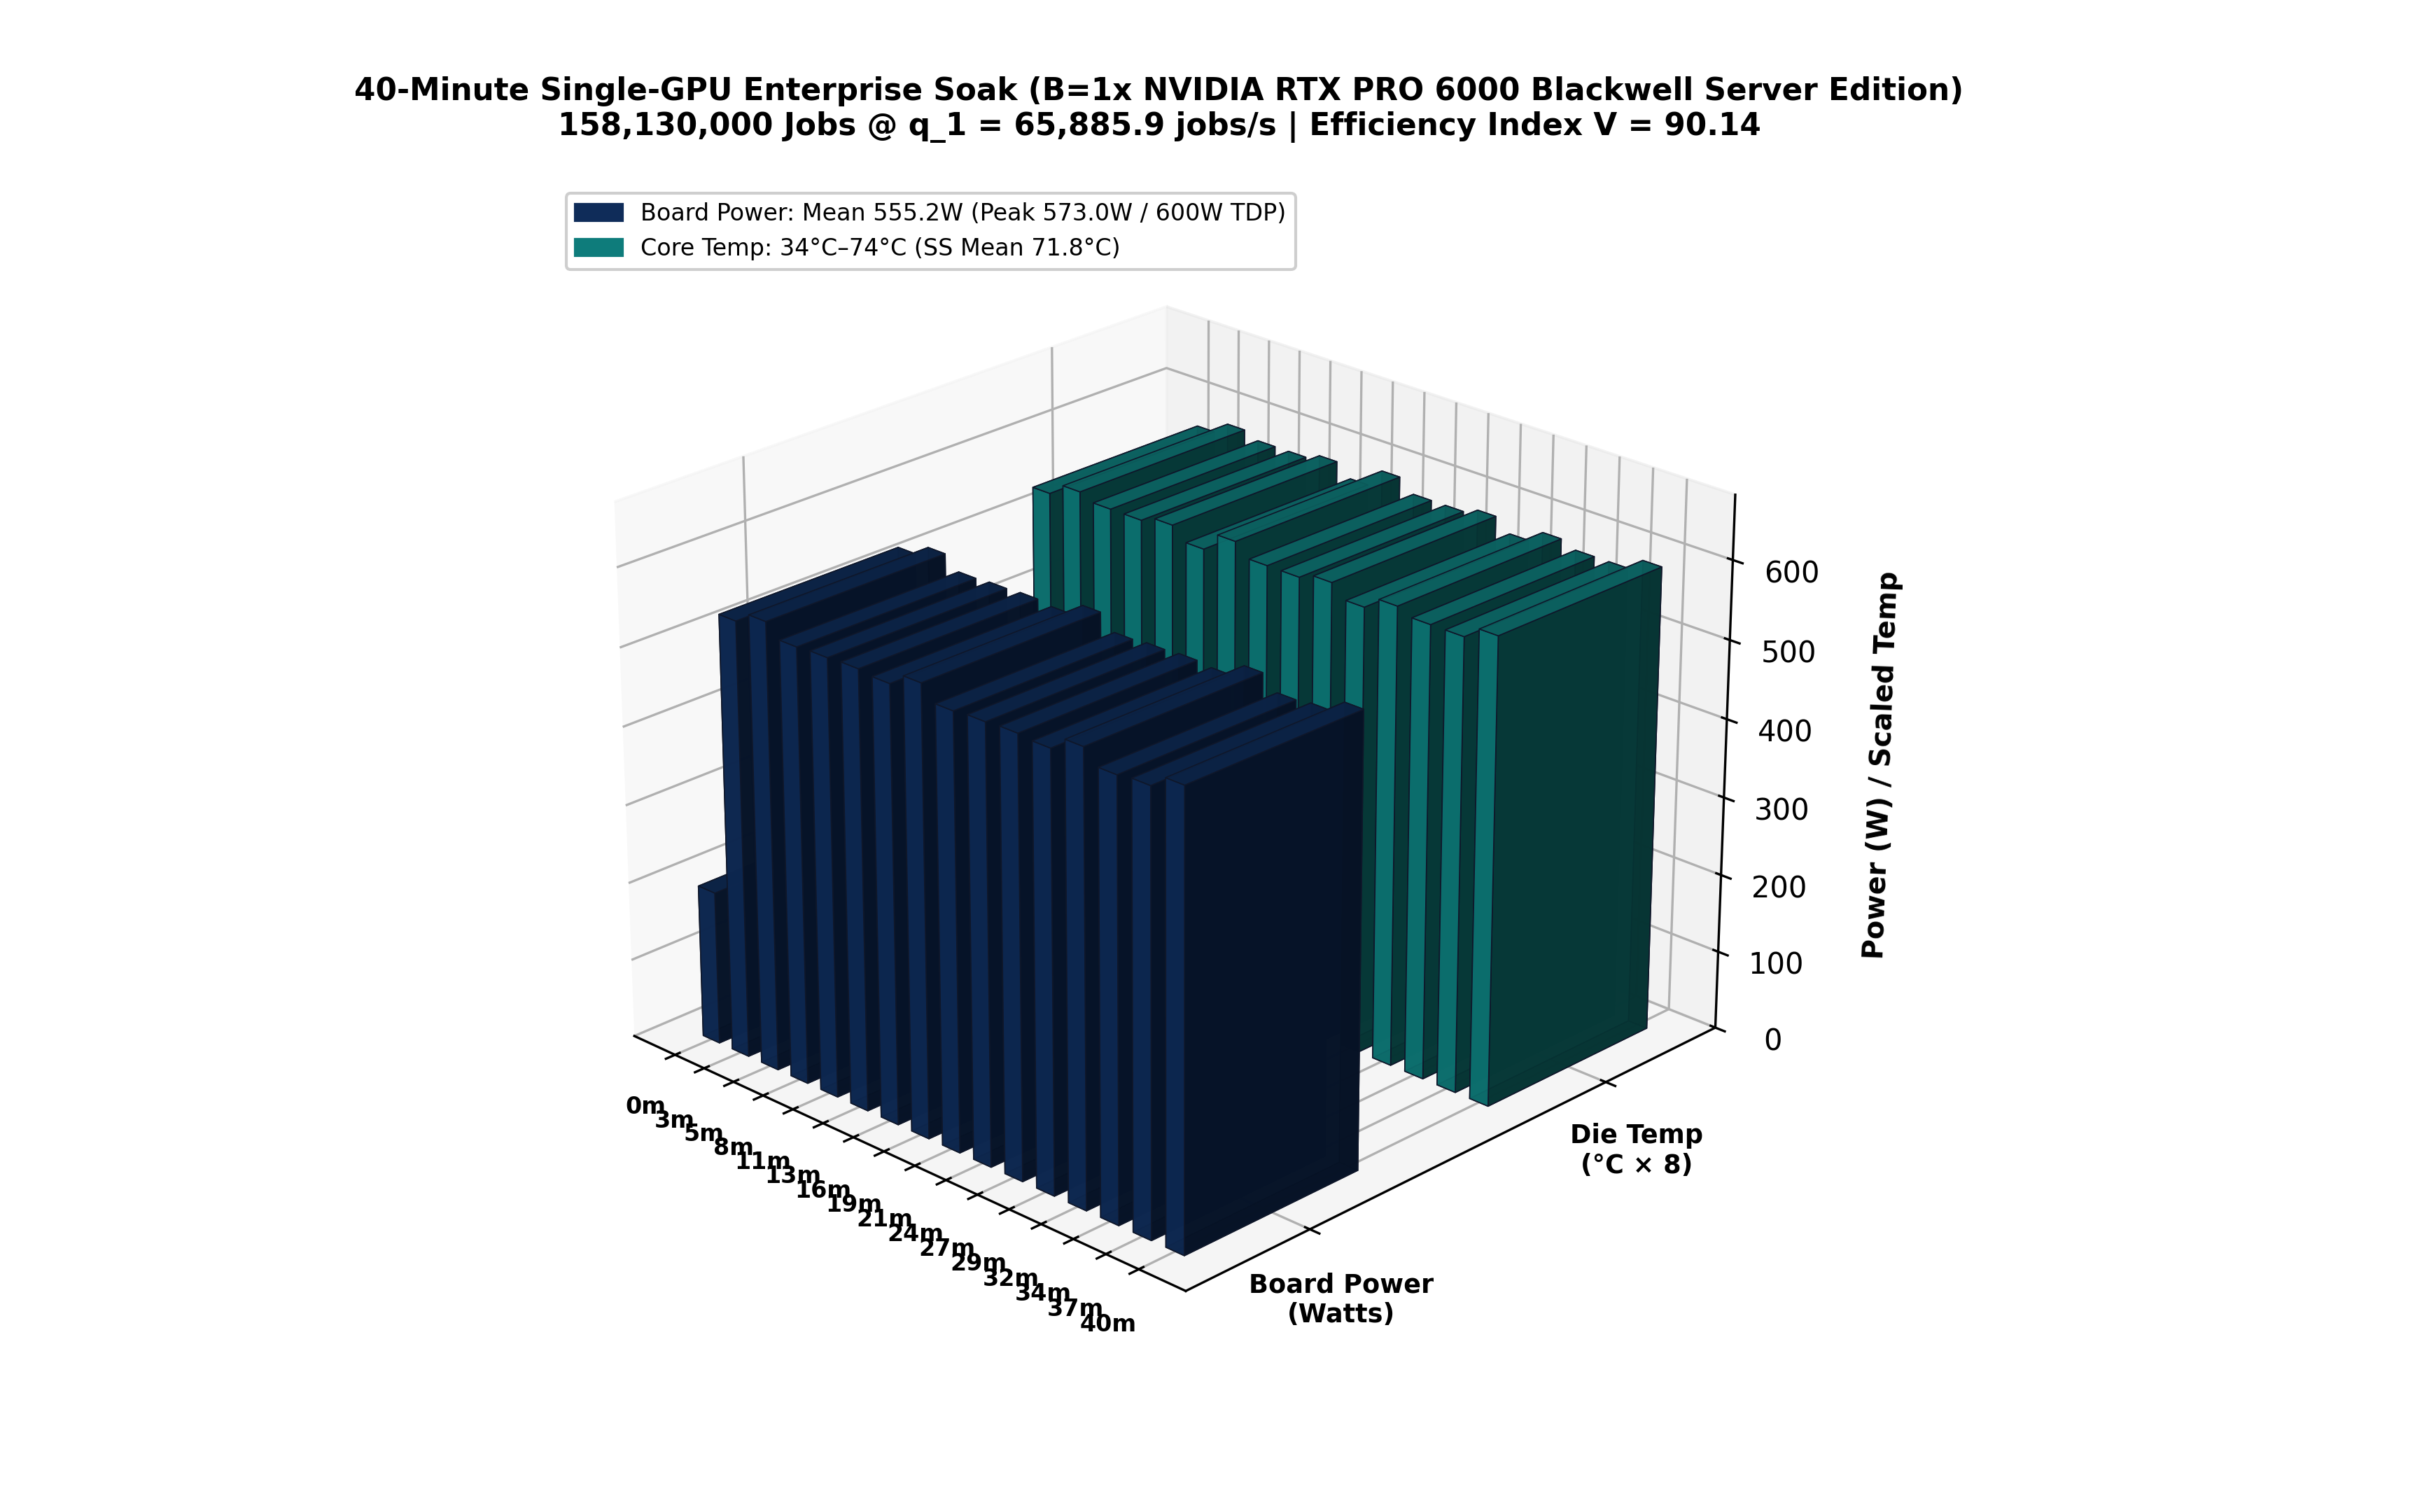 40-Minute Single-GPU Enterprise Soak (B=1x NVIDIA RTX PRO 6000 Blackwell Server Edition)
158,130,000 Jobs @ q_1 = 65,885.9 jobs/s | Efficiency Index V = 90.14
Board Power: Mean 555.2W (Peak 573.0W / 600W TDP)
Core Temp: 34°C–74°C (SS Mean 71.8°C)
600
500
400
300
200
100
0
Power (W) / Scaled Temp
0m
3m
5m
8m
11m
13m
16m
19m
21m
24m
27m
29m
32m
34m
37m
40m
Die Temp
(°C × 8)
Board Power
(Watts)